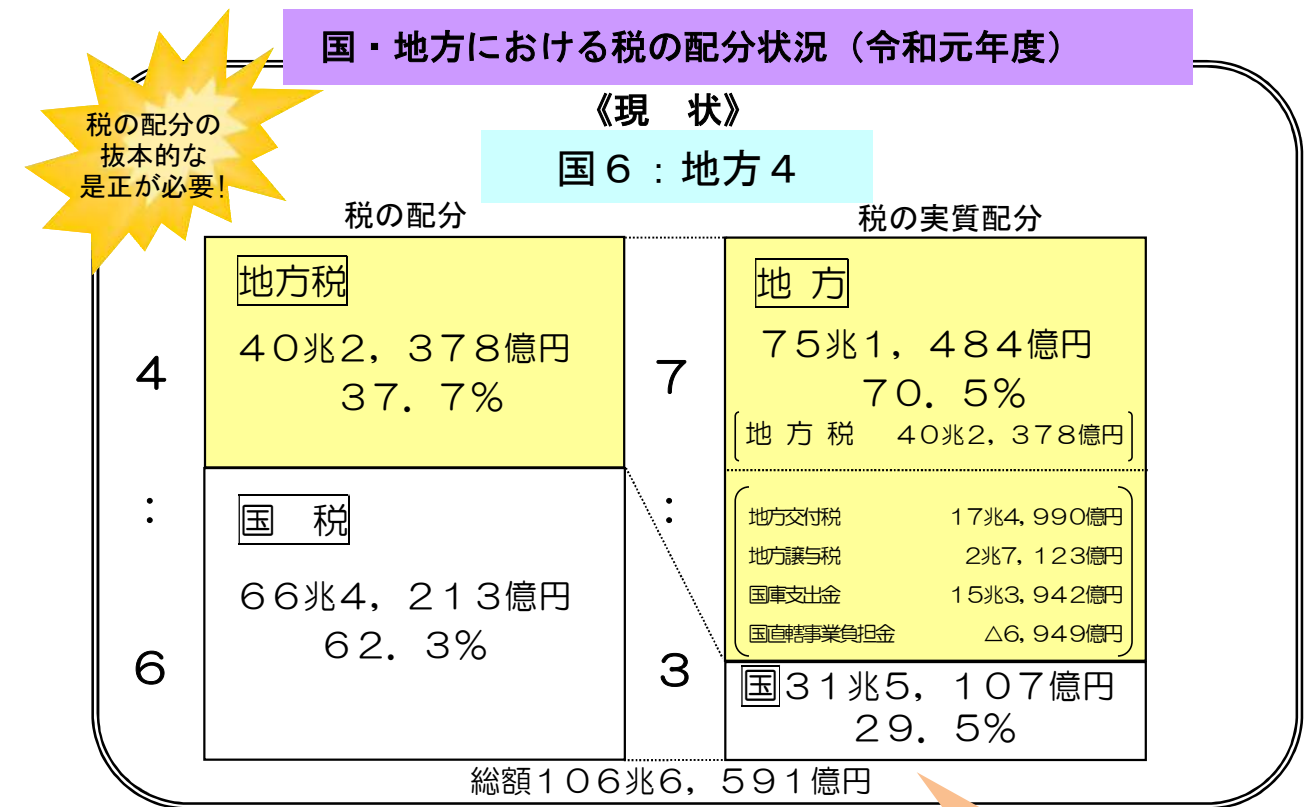 国・地方における税の配分状況（令和元年度）
税の配分の
抜本的な
是正が必要!
《現　状》
国６：地方４
税の配分
税の実質配分
４
：
６
地方税
４０兆２，３７８億円
３７．７％
国　税
６６兆４，２１３億円
６２．３％
７
：
３
地 方
７５兆１，４８４億円
７０．５％
地 方 税　４０兆２，３７８億円
地方交付税　１７兆４，９９０億円
地方譲与税　２兆７，１２３億円
国庫支出金　１５兆３，９４２億円
国直轄事業負担金　△６，９４９億円
国３１兆５，１０７億円
２９．５％
総額１０６兆６，５９１億円